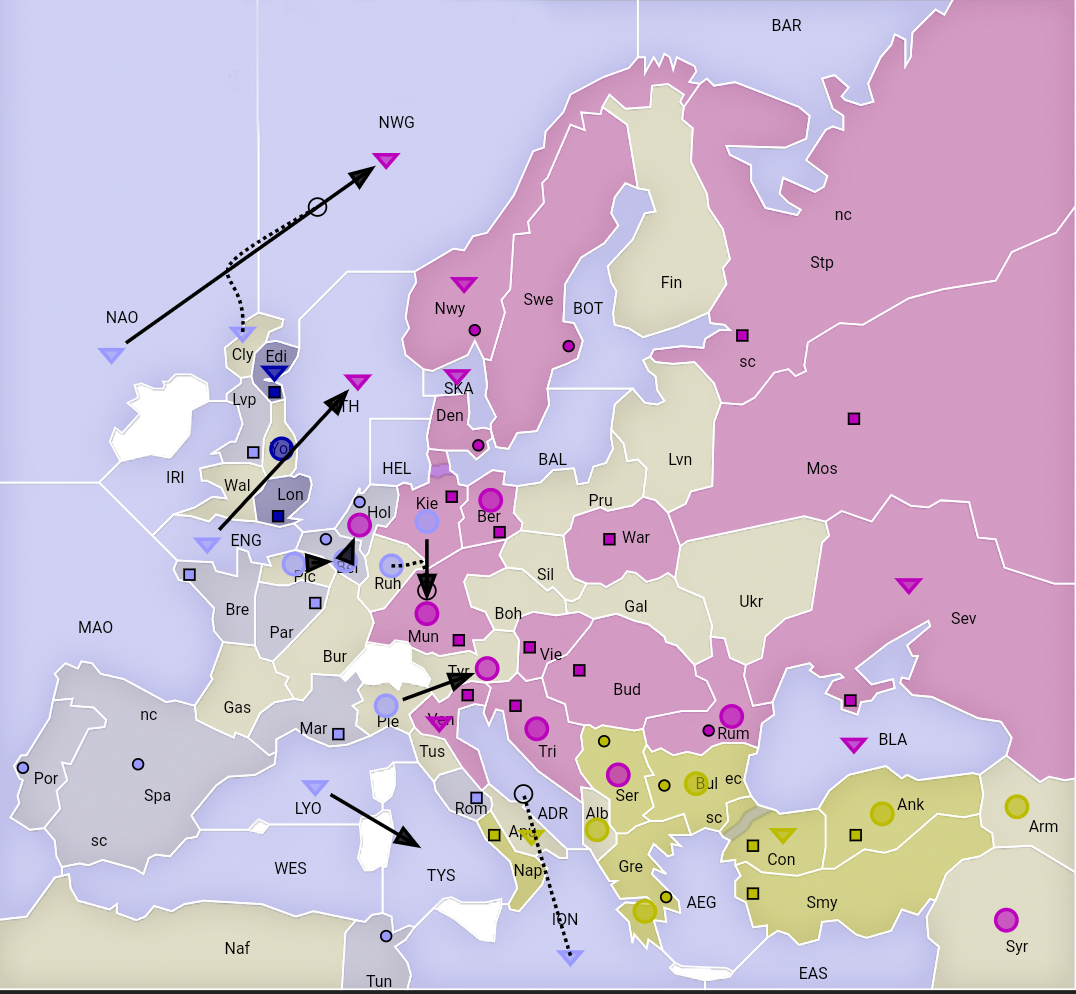 BAR
NWG
nc
Stp
Fin
Swe
Nwy
BOT
NAO
Cly
Edi
sc
SKA
Lvp
Den
Lvn
HEL
BAL
Mos
IRI
Wal
Lon
Kie
Pru
Hol
Ber
War
ENG
Bel
Pic
Ruh
Sil
Bre
Gal
Ukr
Boh
Sev
MAO
Par
Mun
Bur
Vie
Tyr
Bud
nc
Gas
Mar
Pie
Ven
Rum
BLA
Tus
Tri
Por
Spa
Bul
ec
Ser
LYO
Rom
ADR
Alb
sc
Ank
Arm
sc
Apu
Con
WES
TYS
Nap
Gre
AEG
Smy
ION
Naf
Syr
Tun
EAS